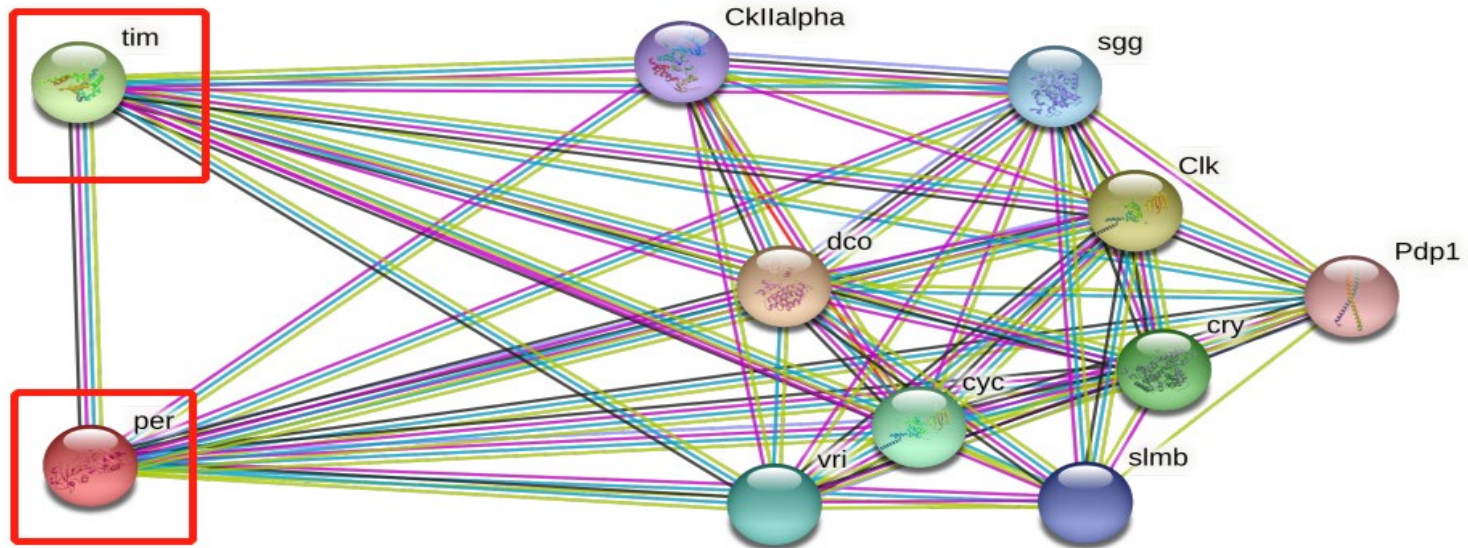 tim
CkIIalpha
sgg
Clk
dco
Pdp1
cry
cyc
per
vri
slmb